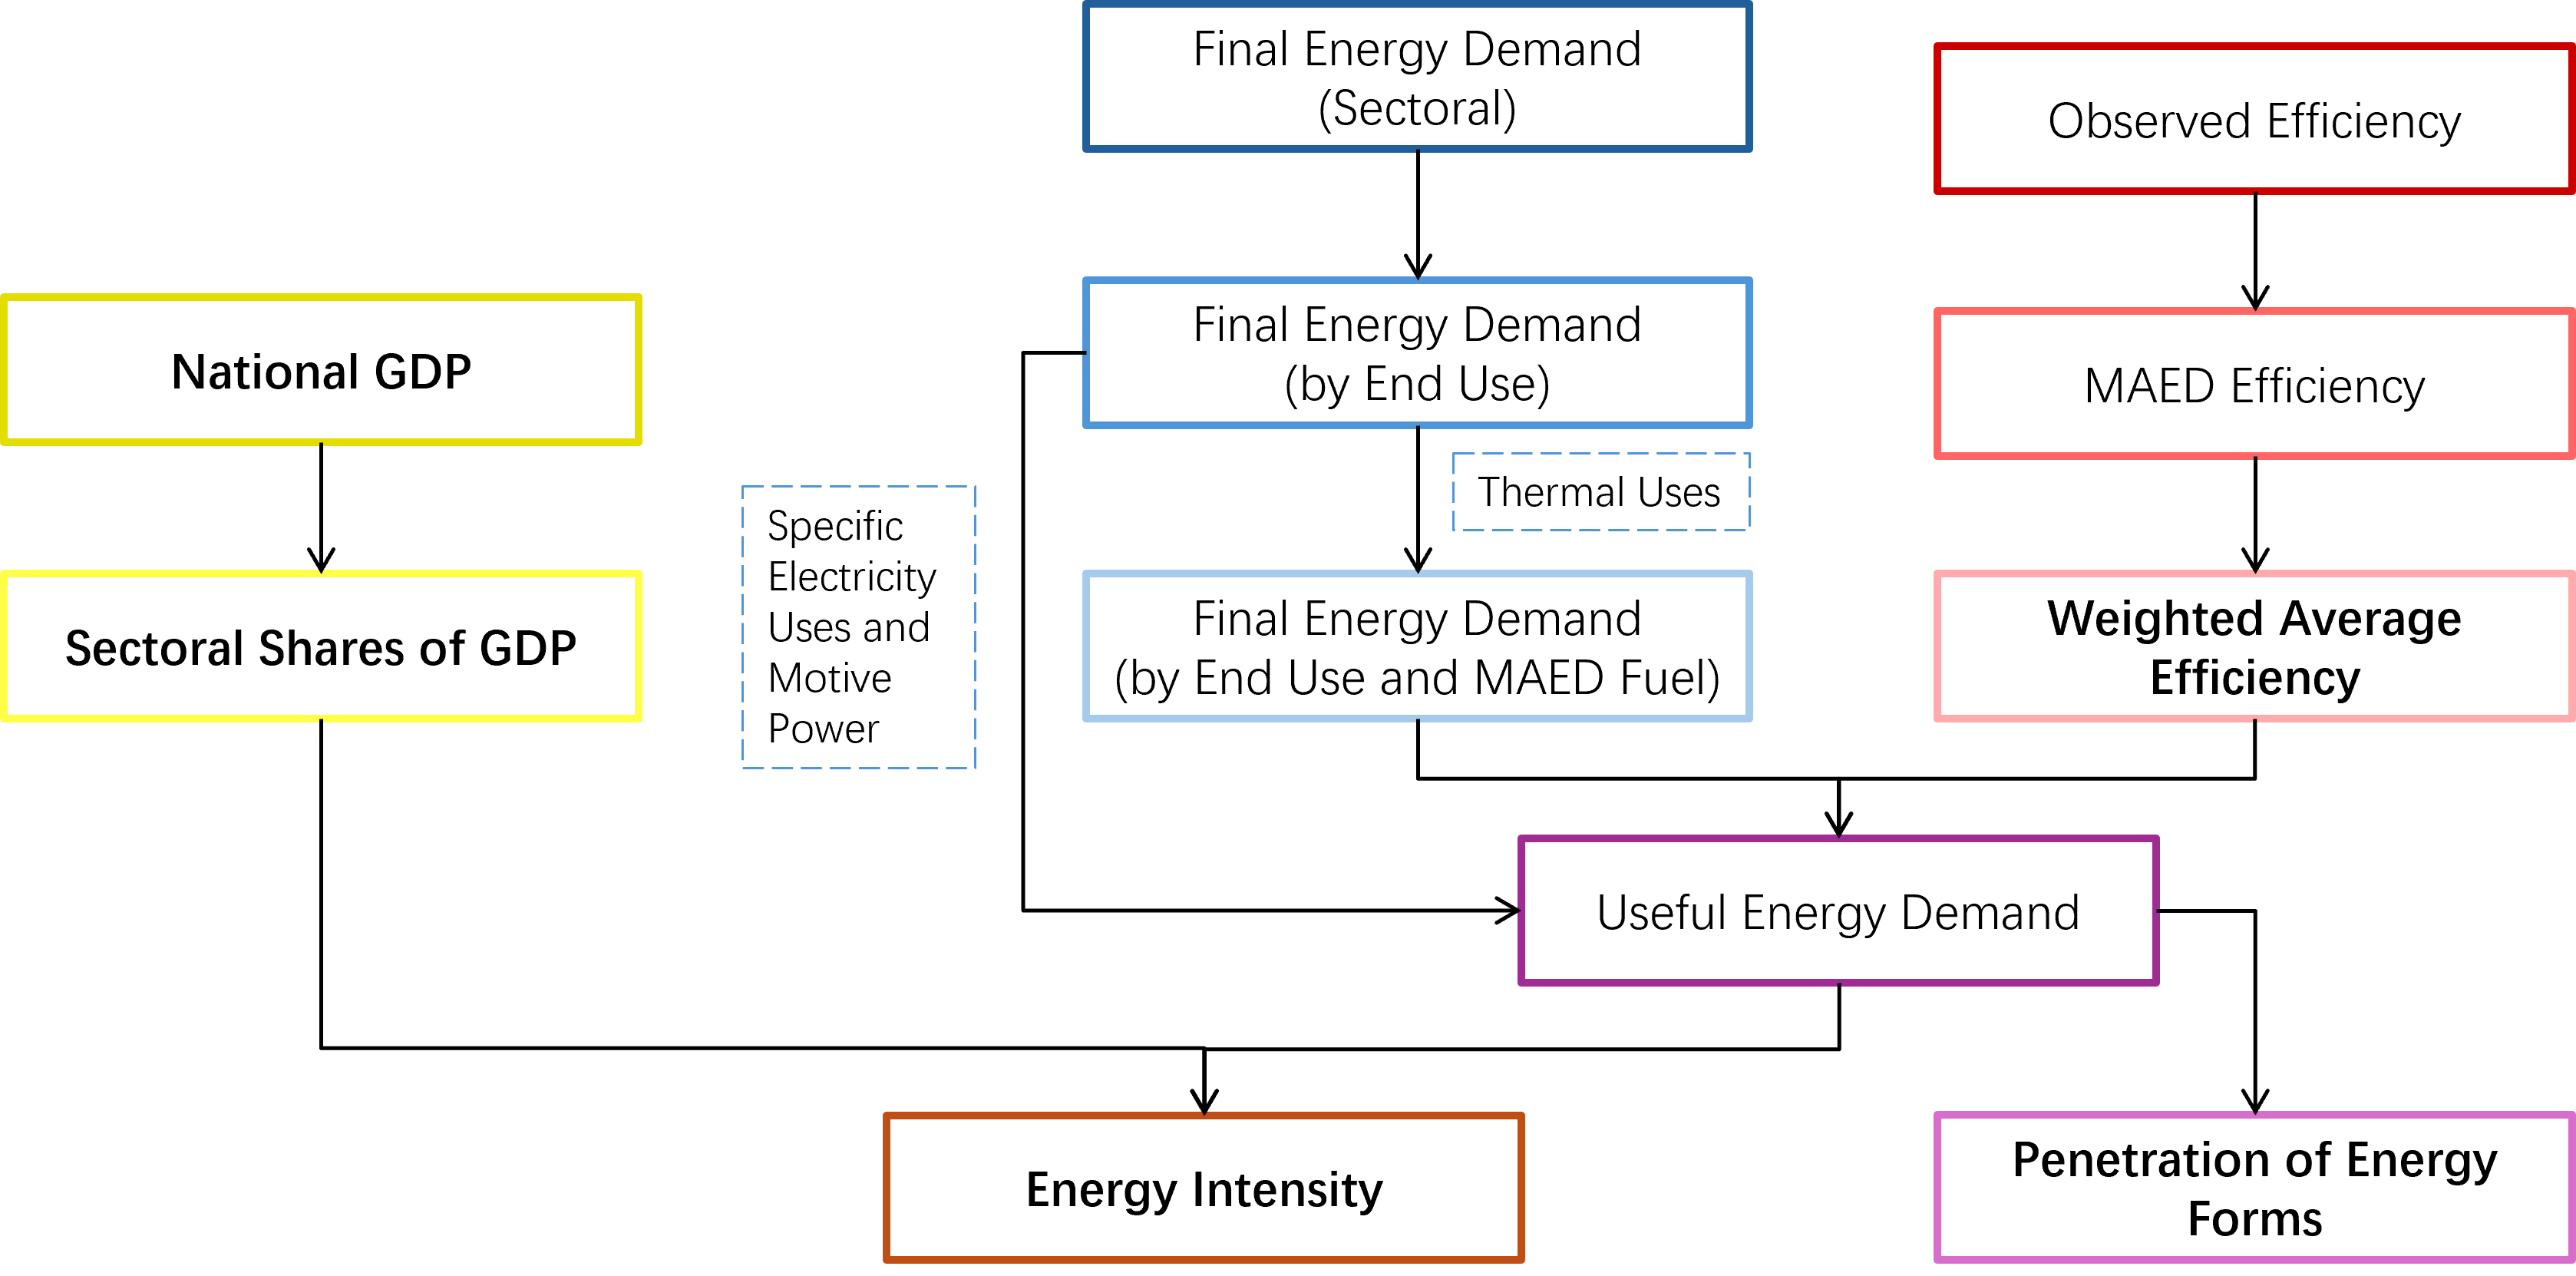 Final Energy Demand
(Sectoral)
Observed Efficiency
National GDP
Final Energy Demand
(by End Use)
MAED Efficiency
Specific
Electricity
Uses and
Motive
Power
Thermal Uses
Sectoral Shares of GDP
Final Energy Demand
(by End Use and MAED Fuel)
Weighted Average
Efficiency
Useful Energy Demand
Energy Intensity
Penetration of Energy
Forms